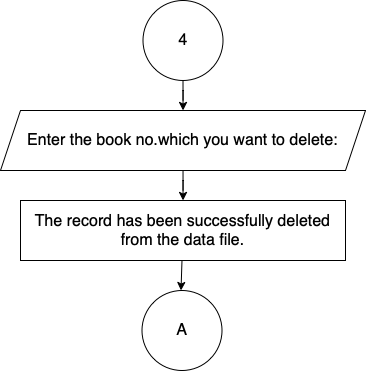 4
Enter the book no.which you want to delete:
The record has been successfully deleted
from the data file.
A